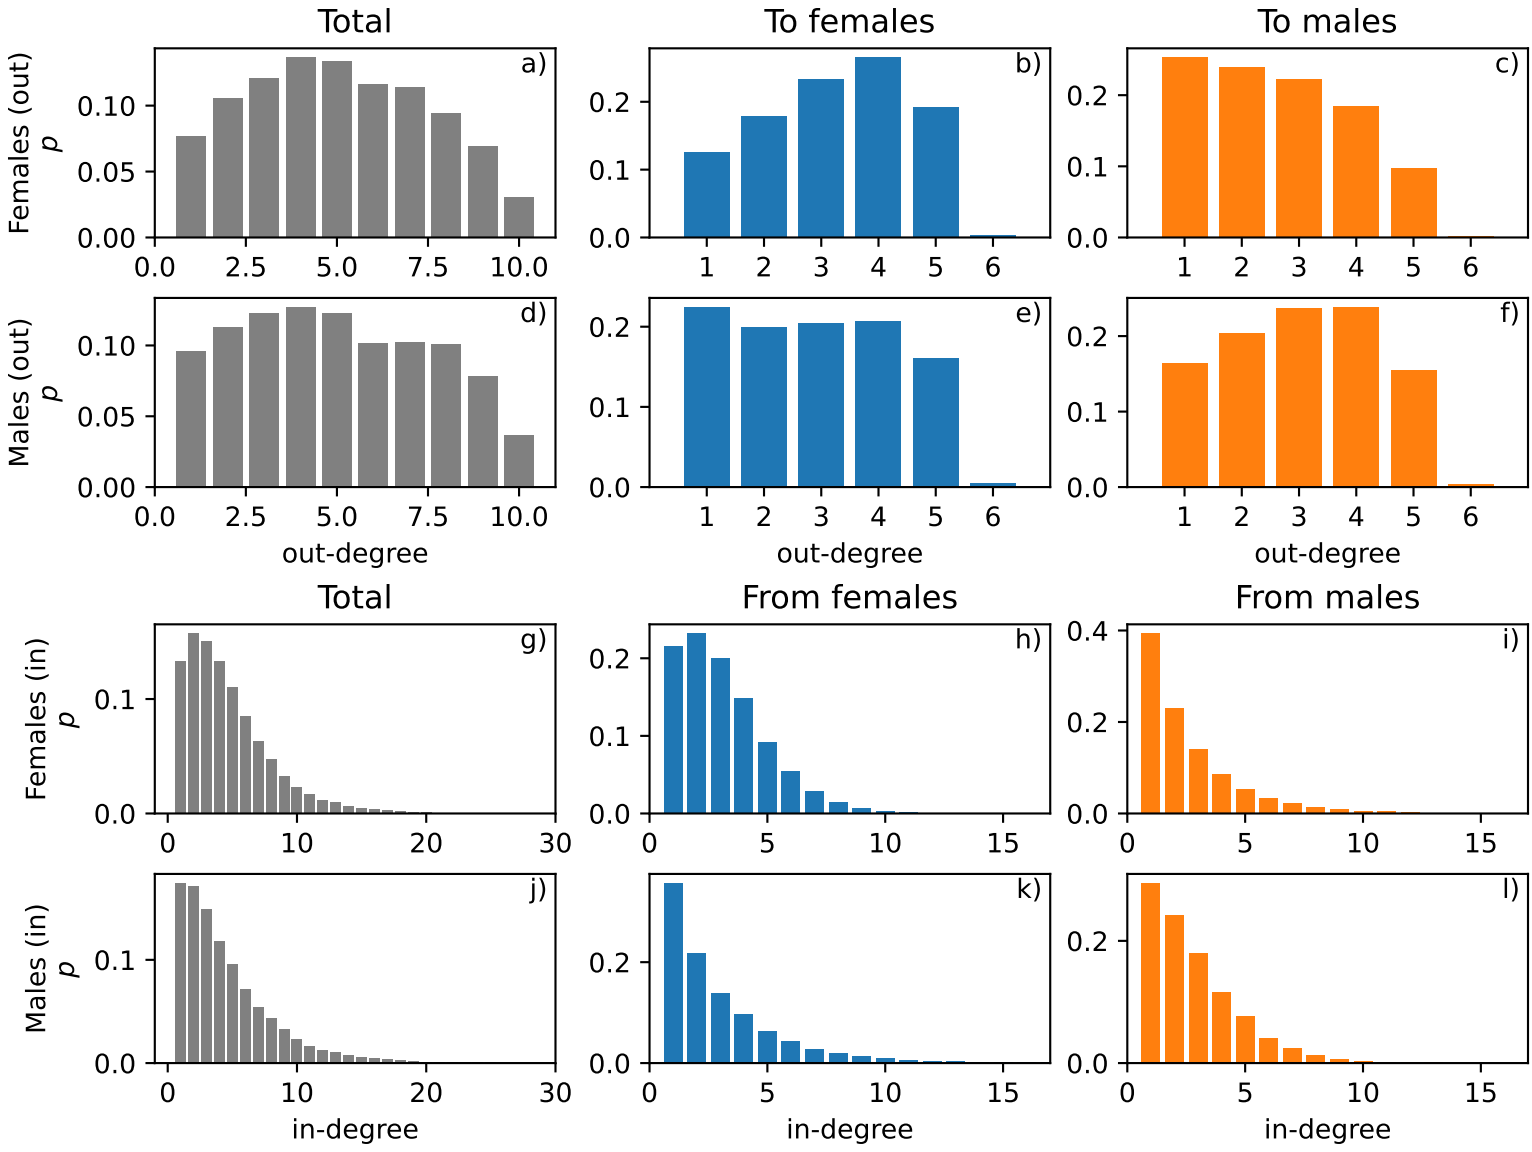 Total
To females
To males
Females (out)
p
0.10
0.05
0.00
0.0 2.5 5.0 7.5 10.0
a)
0.2
0.1
0.0
1 2 3 4 5 6
b)
0.2
0.1
0.0
1 2 3 4 5 6
c)
Males (out)
p
0.10
0.05
0.00
0.0 2.5 5.0 7.5 10.0
out-degree
d)
0.2
0.1
0.0
1 2 3 4 5 6
out-degree
e)
0.2
0.1
0.0
1 2 3 4 5 6
out-degree
f)
Total
From females
From males
Females (in)
p
0.1
0.0
0 10 20 30
g)
0.2
0.1
0.0
0 5 10 15
h)
0.4
0.2
0.0
0 5 10 15
i)
Males (in)
p
0.1
0.0
0 10 20 30
in-degree
j)
0.2
0.0
0 5 10 15
in-degree
k)
0.2
0.0
0 5 10 15
in-degree
l)